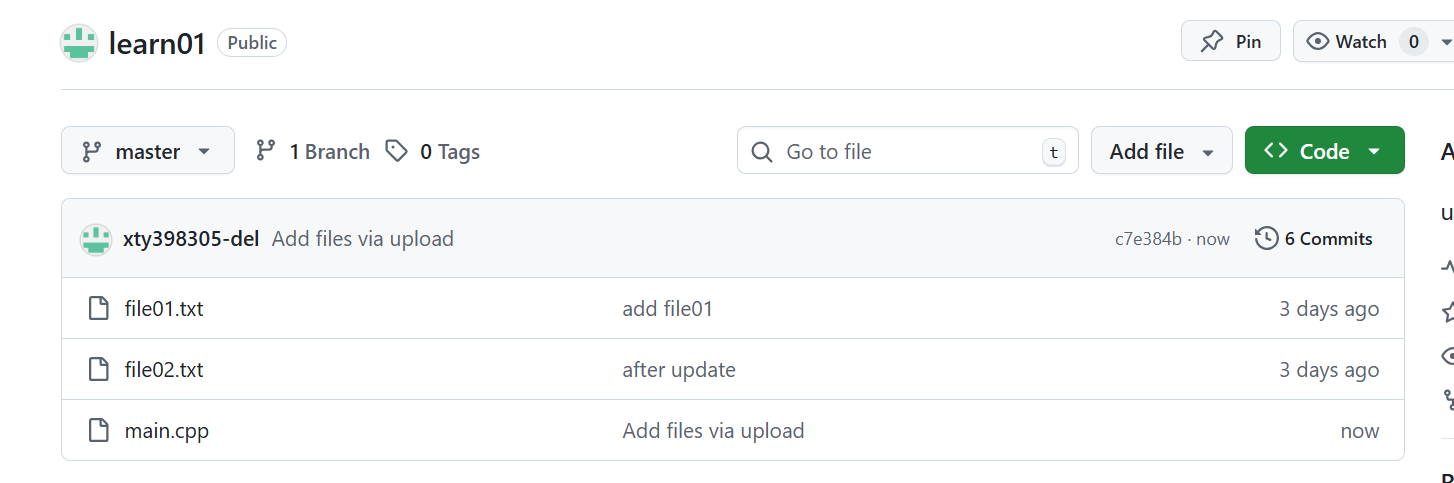 learn01 Public Pin Watch 0
master 1 Branch 0 Tags Go to file t Add file Code
xty398305-del Add files via upload c7e384b · now 6 Commits
file01.txt add file01 3 days ago
file02.txt after update 3 days ago
main.cpp Add files via upload now